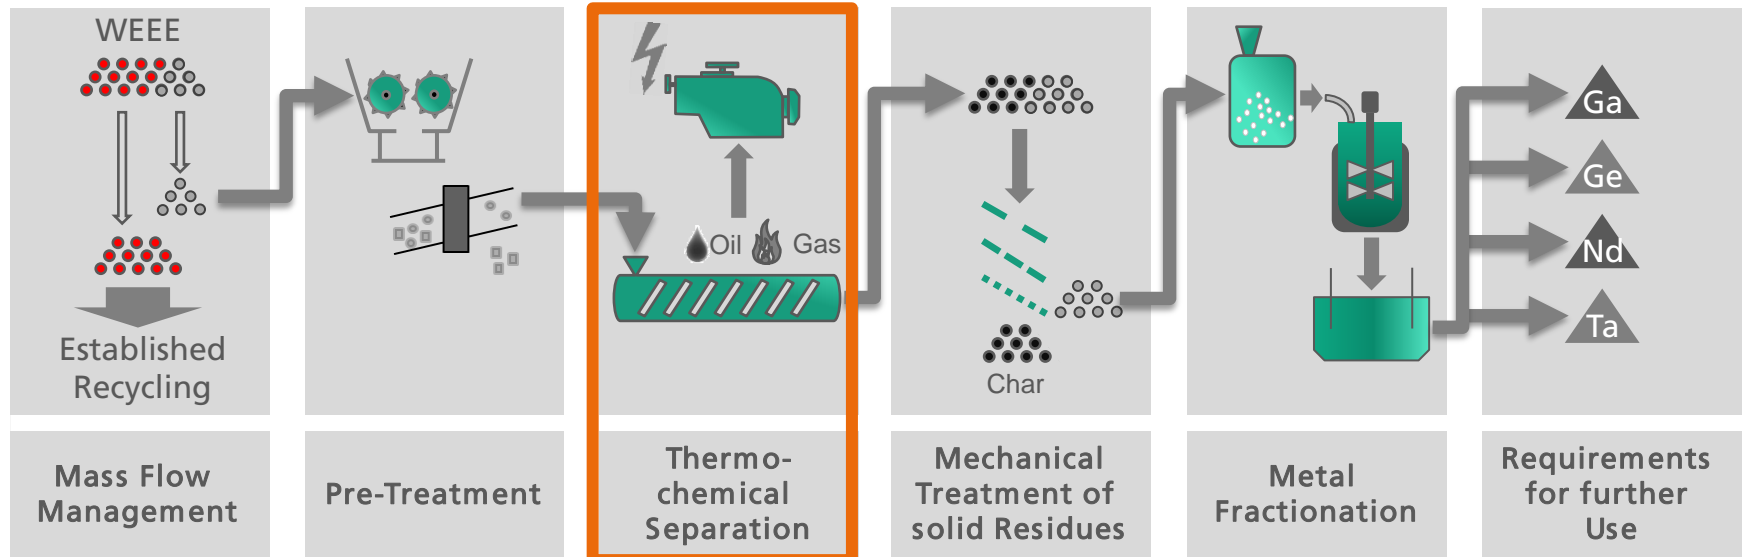 WEEE
Established
Recycling
Oil
Gas
Char
Ga
Ge
Nd
Ta
Mass Flow
Management
Pre-Treatment
Thermo-
chemical
Separation
Mechanical
Treatment of
solid Residues
Metal
Fractionation
Requirements
for further
Use